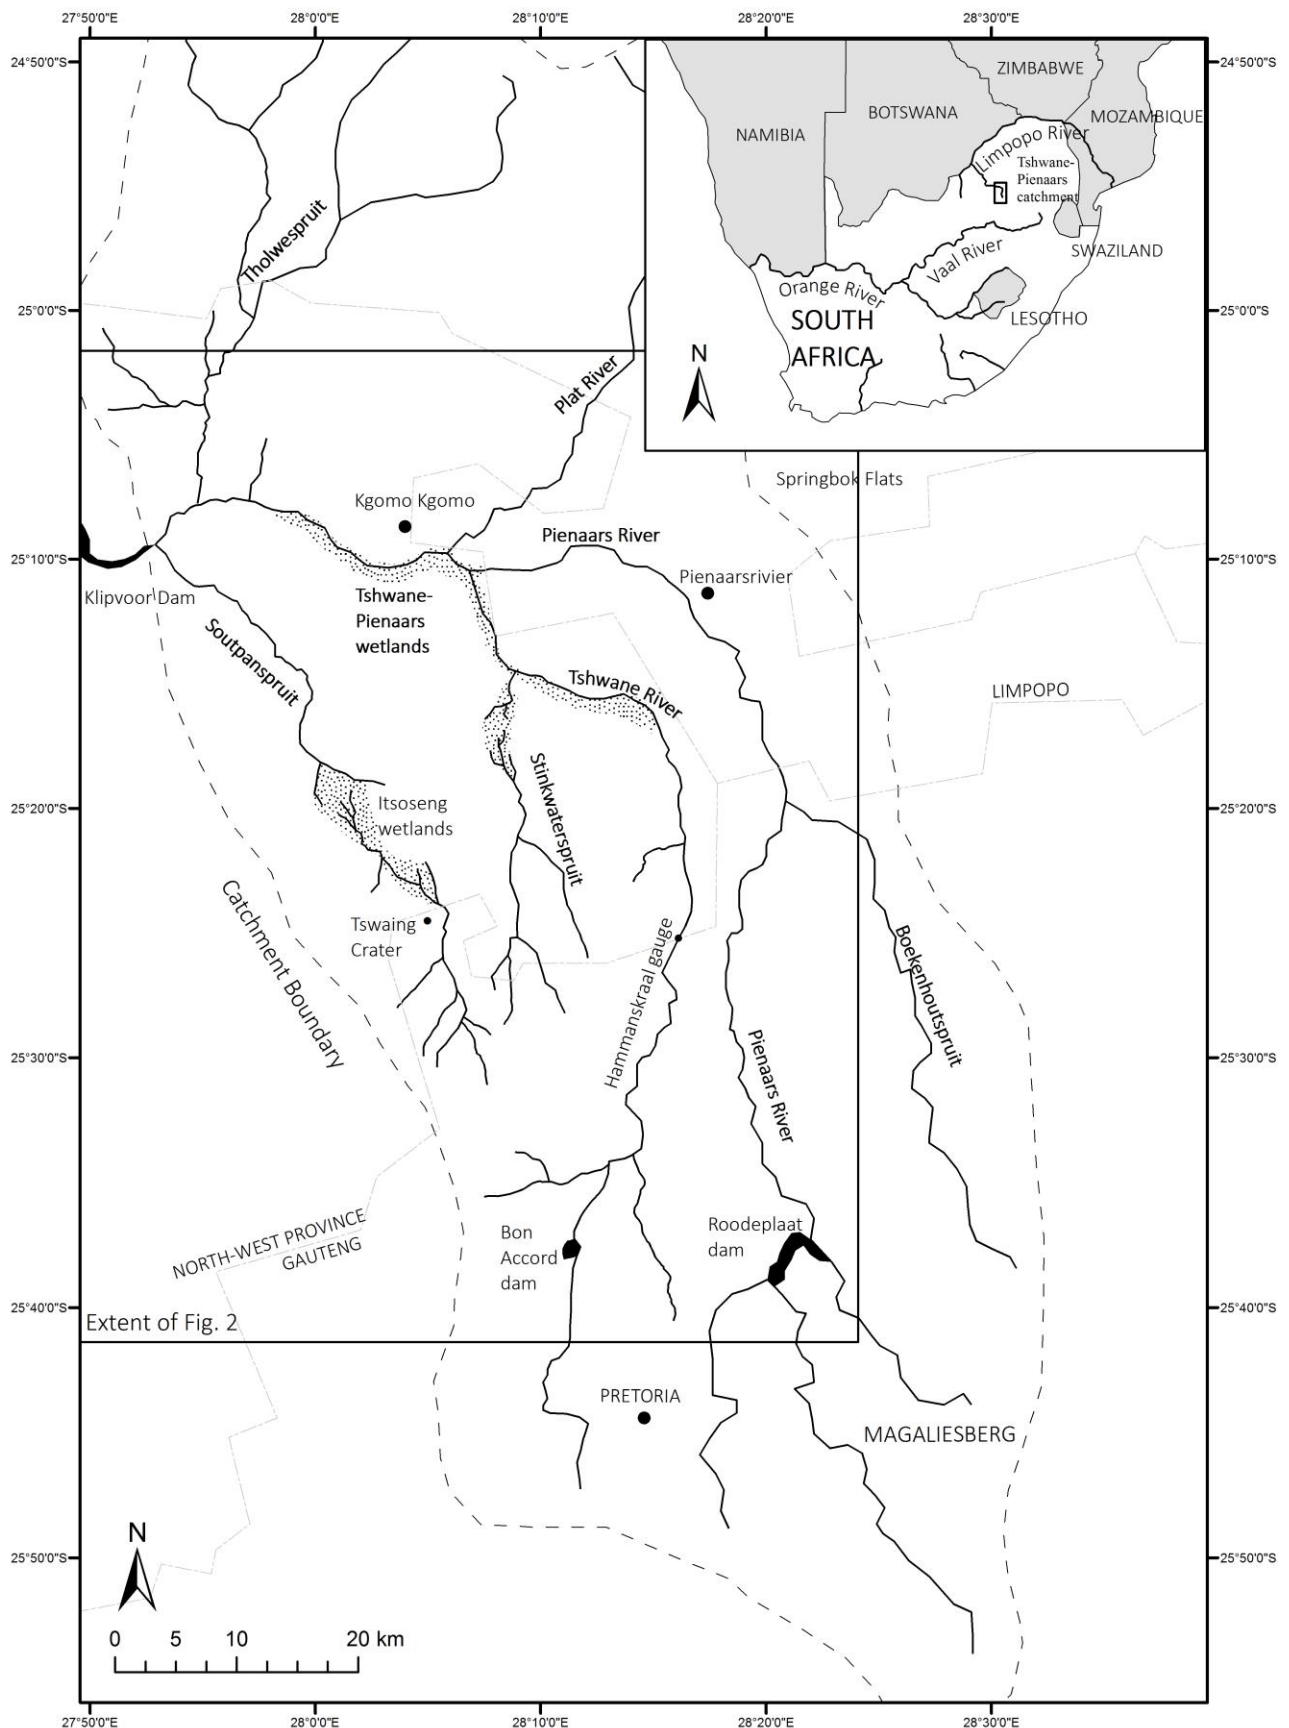 27°50'0"E
28°00'0"E
28°10'0"E
28°20'0"E
28°30'0"E
24°50'0"S
24°50'0"S
ZIMBABWE
BOTSWANA
MOZAMBIQUE
NAMIBIA
Limpopo River
Tshwane-
Pienaars
catchment
SWAZILAND
Vaal River
Orange River
LESOTHO
SOUTH
AFRICA
N
Tholwespruit
25°0'0"S
25°0'0"S
Plat River
Springbok Flats
Kgomo Kgomo
Pienaars River
25°10'0"S
25°10'0"S
Pienaarsrivier
Klipvoor Dam
Tshwane-
Pienaars
wetlands
Soutpanspruit
Tshwane River
LIMPOPO
Stinkwaterspruit
Itsoseng
wetlands
25°20'0"S
25°20'0"S
Catchment Boundary
Tswaing
Crater
Hammanskraal gauge
Boekenhoutspruit
25°30'0"S
25°30'0"S
Pienaars River
NORTH-WEST PROVINCE
GAUTENG
Bon
Accord
dam
Roodeplaat
dam
25°40'0"S
25°40'0"S
Extent of Fig. 2
PRETORIA
MAGALIESBERG
N
25°50'0"S
25°50'0"S
0 5 10 20 km
27°50'0"E
28°00'0"E
28°10'0"E
28°20'0"E
28°30'0"E